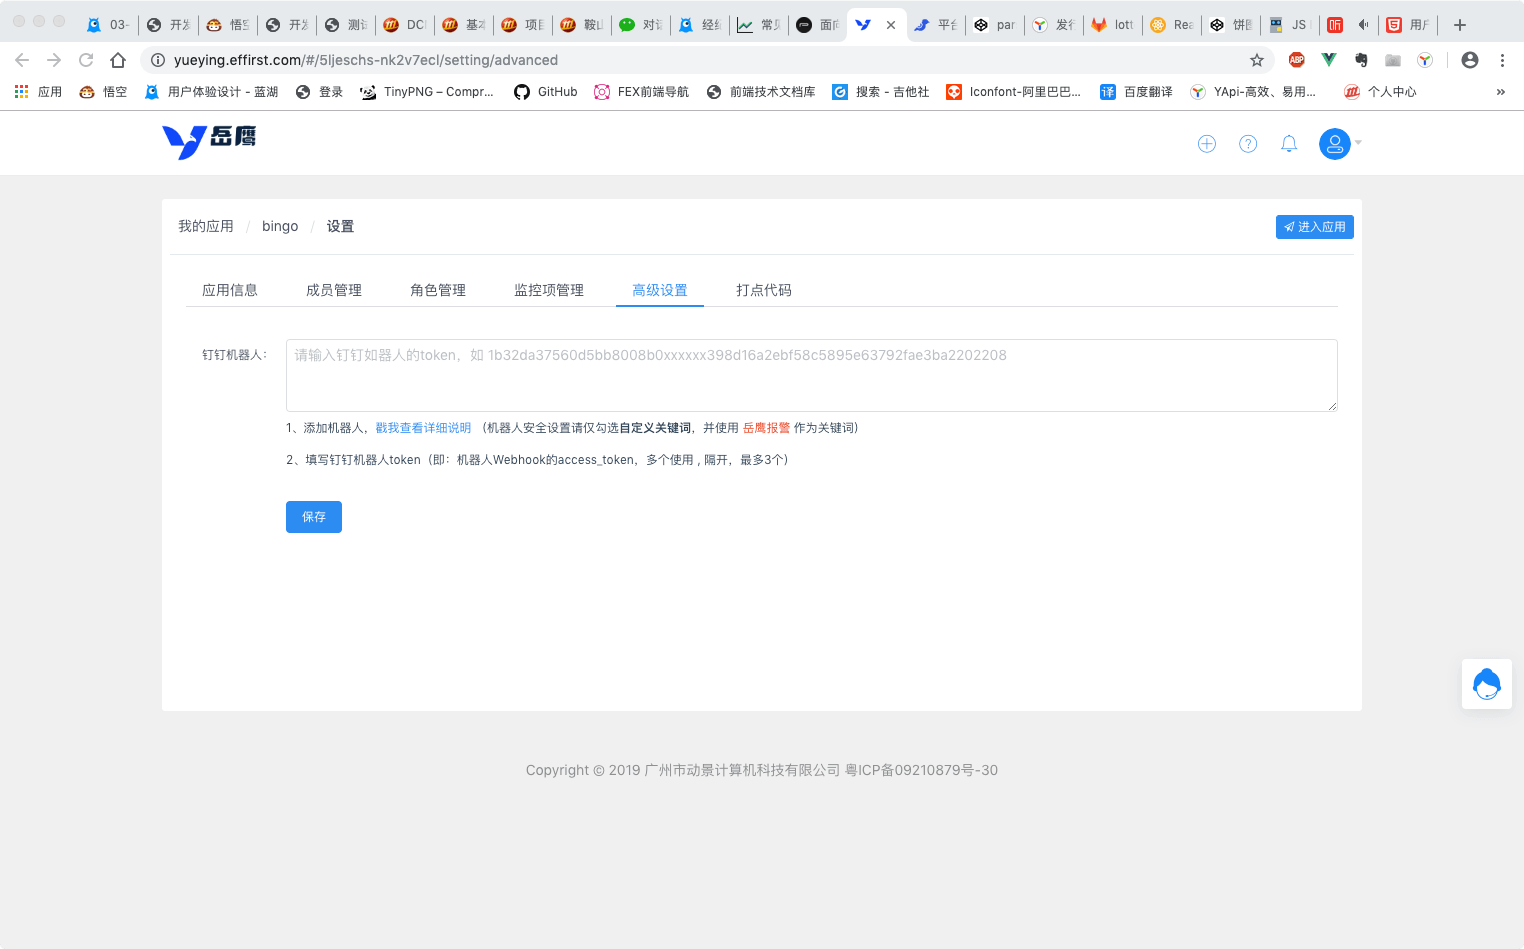 03- 开发 悟空 开发 测试 DC 基本 项目 鞍山 对话 经纬 常见 面向 平台 par 发行 lott Rea 饼图 JS 用户
yueying.effirst.com/#/5ljeschs-nk2v7ecl/setting/advanced
应用 悟空 用户体验设计 - 蓝湖 登录 TinyPNG – Compr... GitHub FEX前端导航 前端技术文档库 搜索 - 吉他社 Iconfont-阿里巴巴... 百度翻译 YApi-高效、易用... 个人中心 »
岳鹰
我的应用 / bingo / 设置 进入应用
应用信息 成员管理 角色管理 监控项管理 高级设置 打点代码
钉钉机器人： 请输入钉钉如器人的token，如 1b32da37560d5bb8008b0xxxxxx398d16a2ebf58c5895e63792fae3ba2202208
1、添加机器人，戳我查看详细说明 （机器人安全设置请仅勾选自定义关键词，并使用 岳鹰报警 作为关键词）
2、填写钉钉机器人token（即：机器人Webhook的access_token，多个使用 , 隔开，最多3个）
保存
Copyright © 2019 广州市动景计算机科技有限公司 粤ICP备09210879号-30